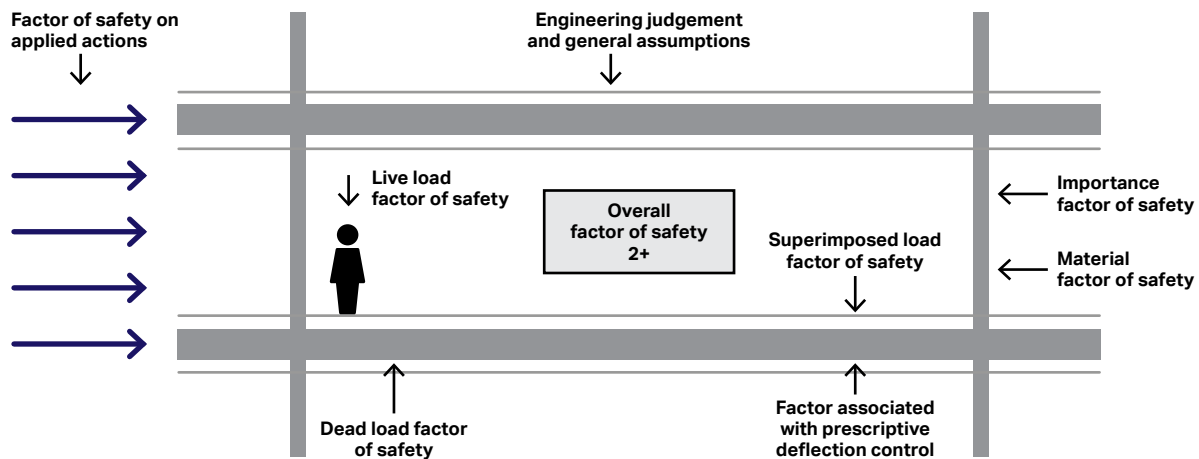 Factor of safety on
applied actions
Engineering judgement
and general assumptions
Live load
factor of safety
Overall
factor of safety
2+
Importance
factor of safety
Superimposed load
factor of safety
Material
factor of safety
Dead load factor
of safety
Factor associated
with prescriptive
deflection control